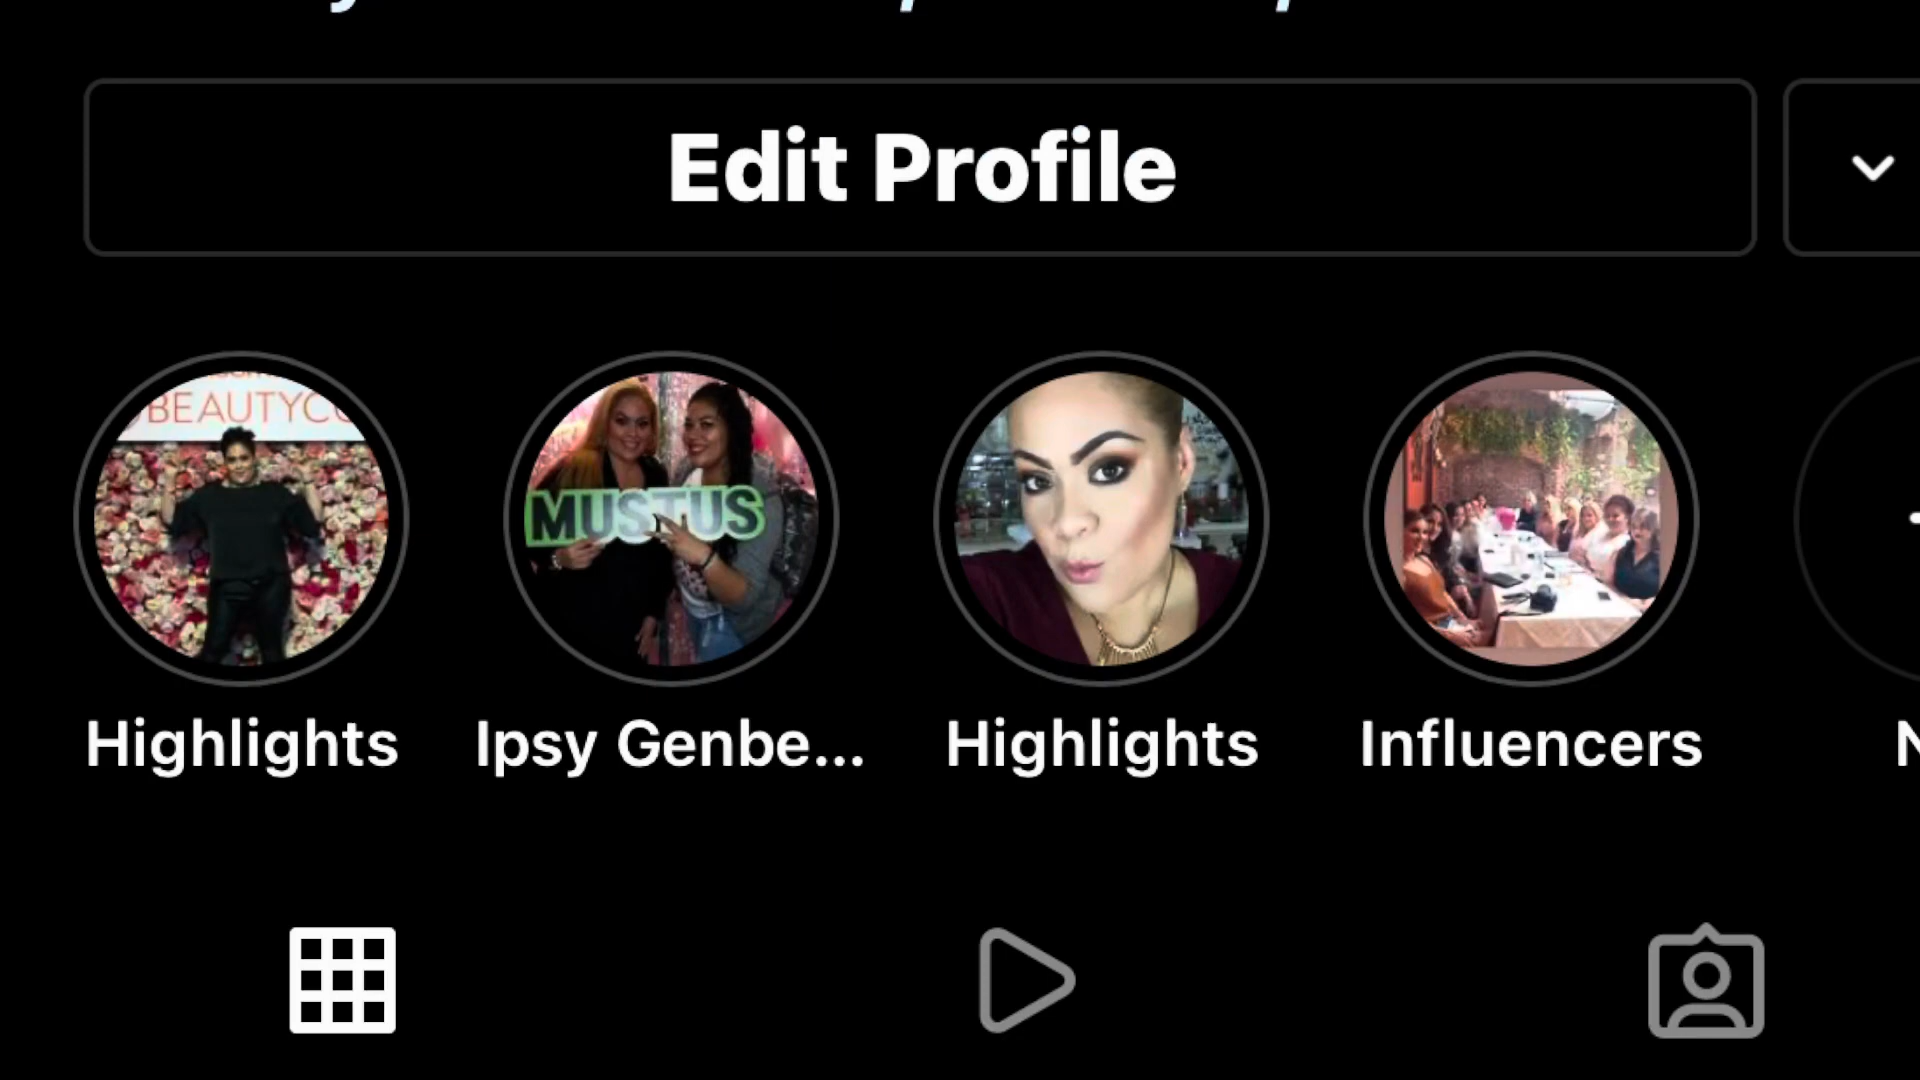 Edit Profile
BEAUTYC
MUSTUS
Highlights
Ipsy Genbe...
Highlights
Influencers
N